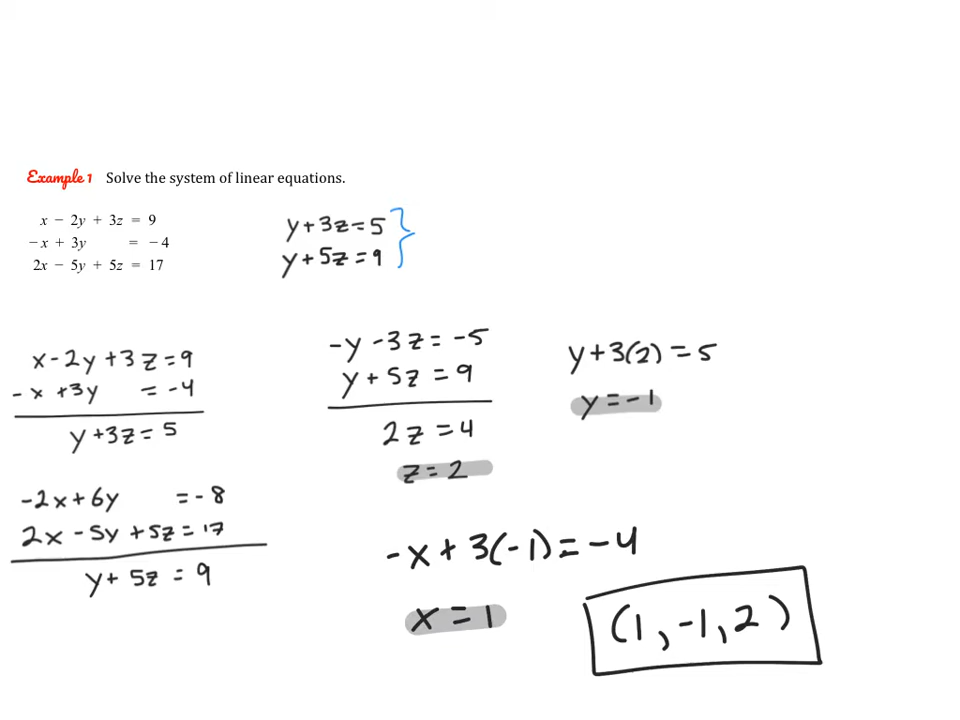 Example 1 Solve the system of linear equations.
x − 2y + 3z = 9
−x + 3y = −4
2x − 5y + 5z = 17
y+3z=5
y+5z=9
x-2y+3z=9
-x+3y=-4
y+3z=5
-2x+6y=-8
2x-5y+5z=17
y+5z=9
-y-3z=-5
y+5z=9
2z=4
z=2
y+3(2)=5
y=-1
-x+3(-1)=-4
x=1
(1,-1,2)